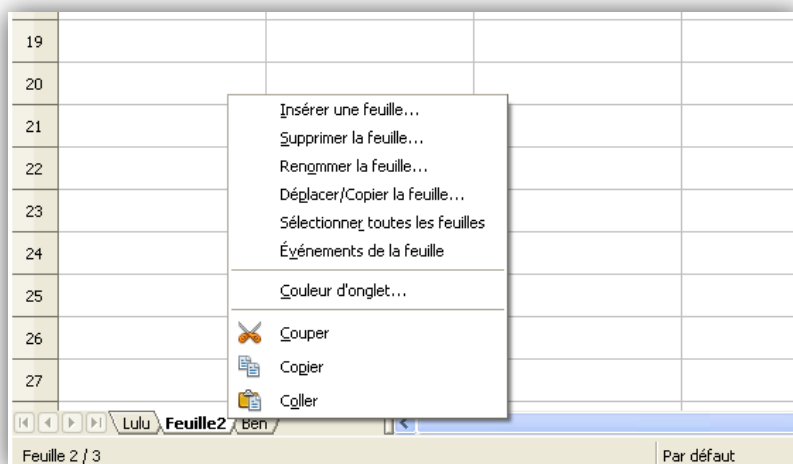 19
20
21
22
23
24
25
26
27
Insérer une feuille...
Supprimer la feuille...
Renommer la feuille...
Déplacer/Copier la feuille...
Sélectionner toutes les feuilles
Événements de la feuille
Couleur d'onglet...
Couper
Copier
Coller
Lulu Feuille2 Ben
Feuille 2 / 3 Par défaut